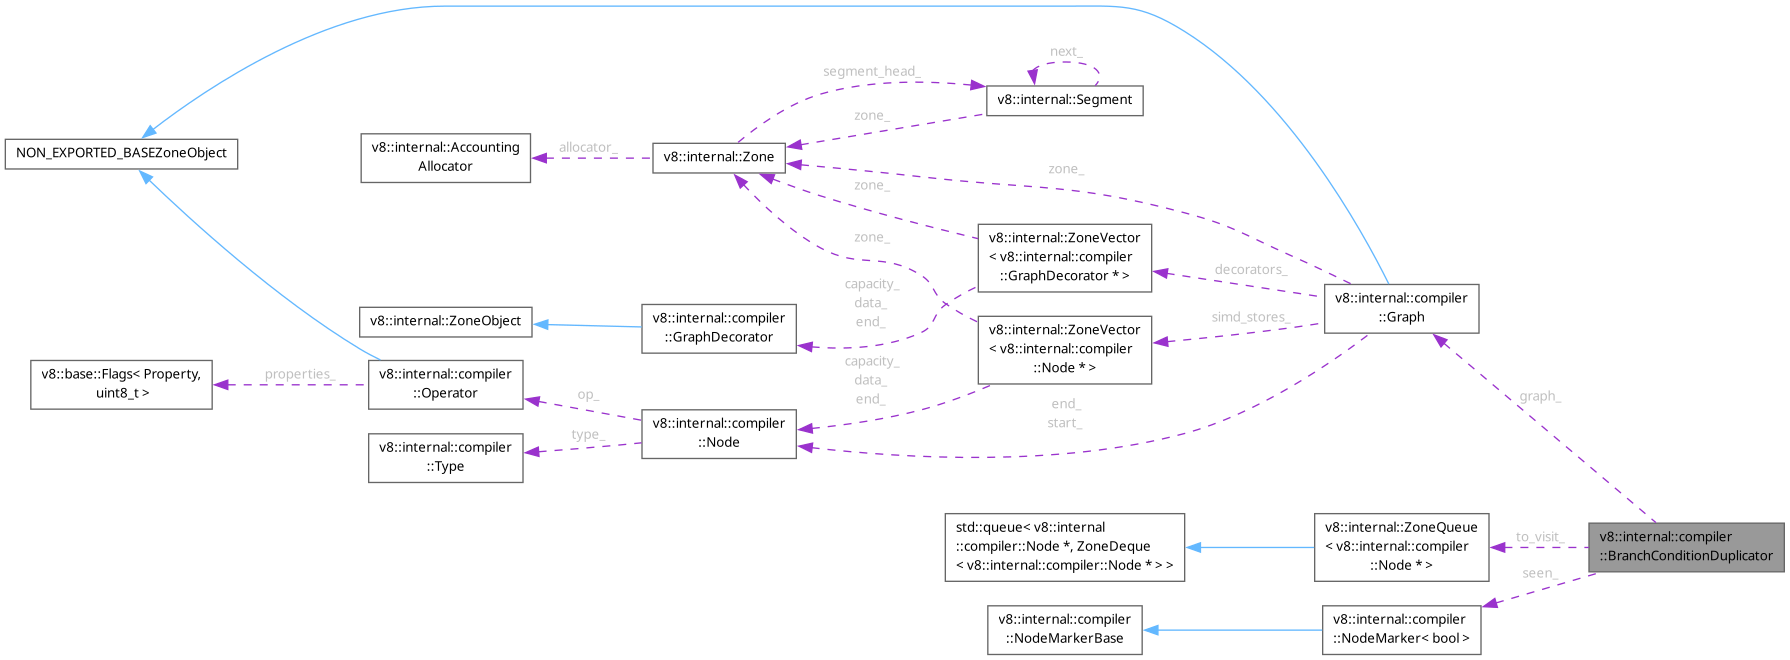 next_
segment_head_
v8::internal::Segment
zone_
NON_EXPORTED_BASEZoneObject
v8::internal::Accounting
Allocator
allocator_
v8::internal::Zone
zone_
zone_
v8::internal::ZoneVector
< v8::internal::compiler
::GraphDecorator * >
zone_
decorators_
v8::internal::compiler
::Graph
capacity_
data_
end_
v8::internal::ZoneObject
v8::internal::compiler
::GraphDecorator
simd_stores_
v8::internal::ZoneVector
< v8::internal::compiler
::Node * >
capacity_
data_
end_
v8::base::Flags< Property,
uint8_t >
properties_
v8::internal::compiler
::Operator
op_
graph_
end_
start_
v8::internal::compiler
::Node
type_
v8::internal::compiler
::Type
std::queue< v8::internal
::compiler::Node *, ZoneDeque
< v8::internal::compiler::Node * > >
v8::internal::ZoneQueue
< v8::internal::compiler
::Node * >
to_visit_
v8::internal::compiler
::BranchConditionDuplicator
seen_
v8::internal::compiler
::NodeMarkerBase
v8::internal::compiler
::NodeMarker< bool >